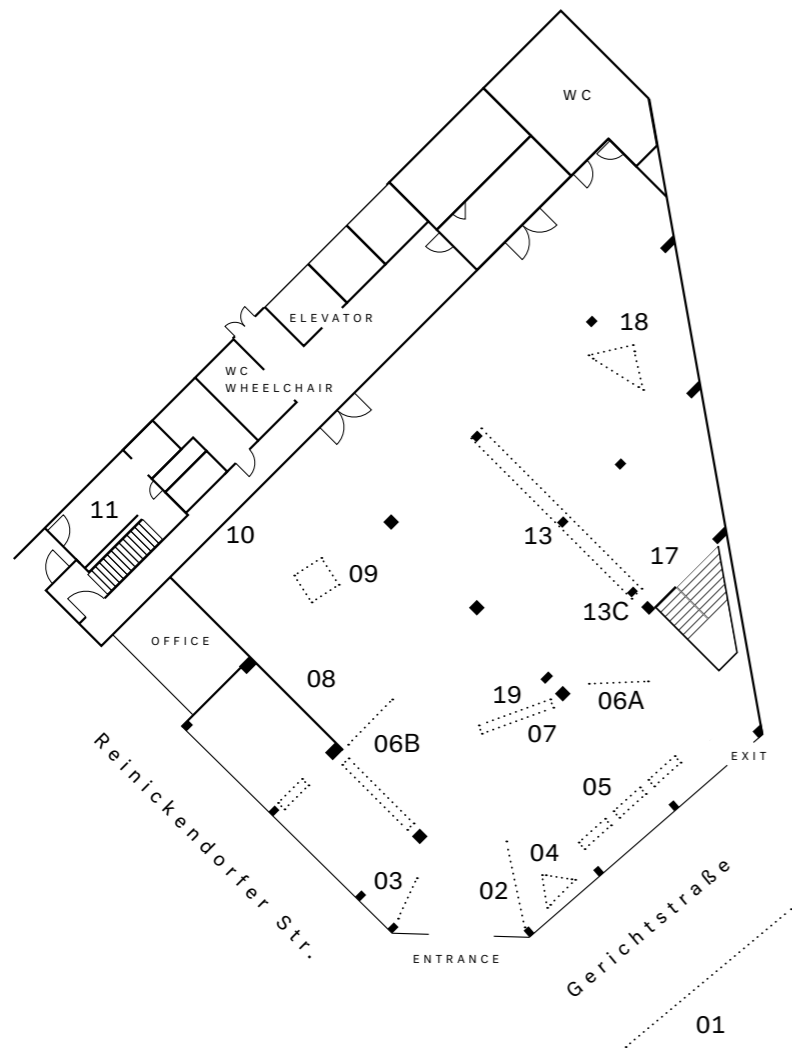 WC
ELEVATOR
18
WC
WHEELCHAIR
11
10
13
17
09
13C
OFFICE
08
19
06A
07
06B
EXIT
05
04
03
02
Reinickendorfer Str.
Gerichtstraße
ENTRANCE
01